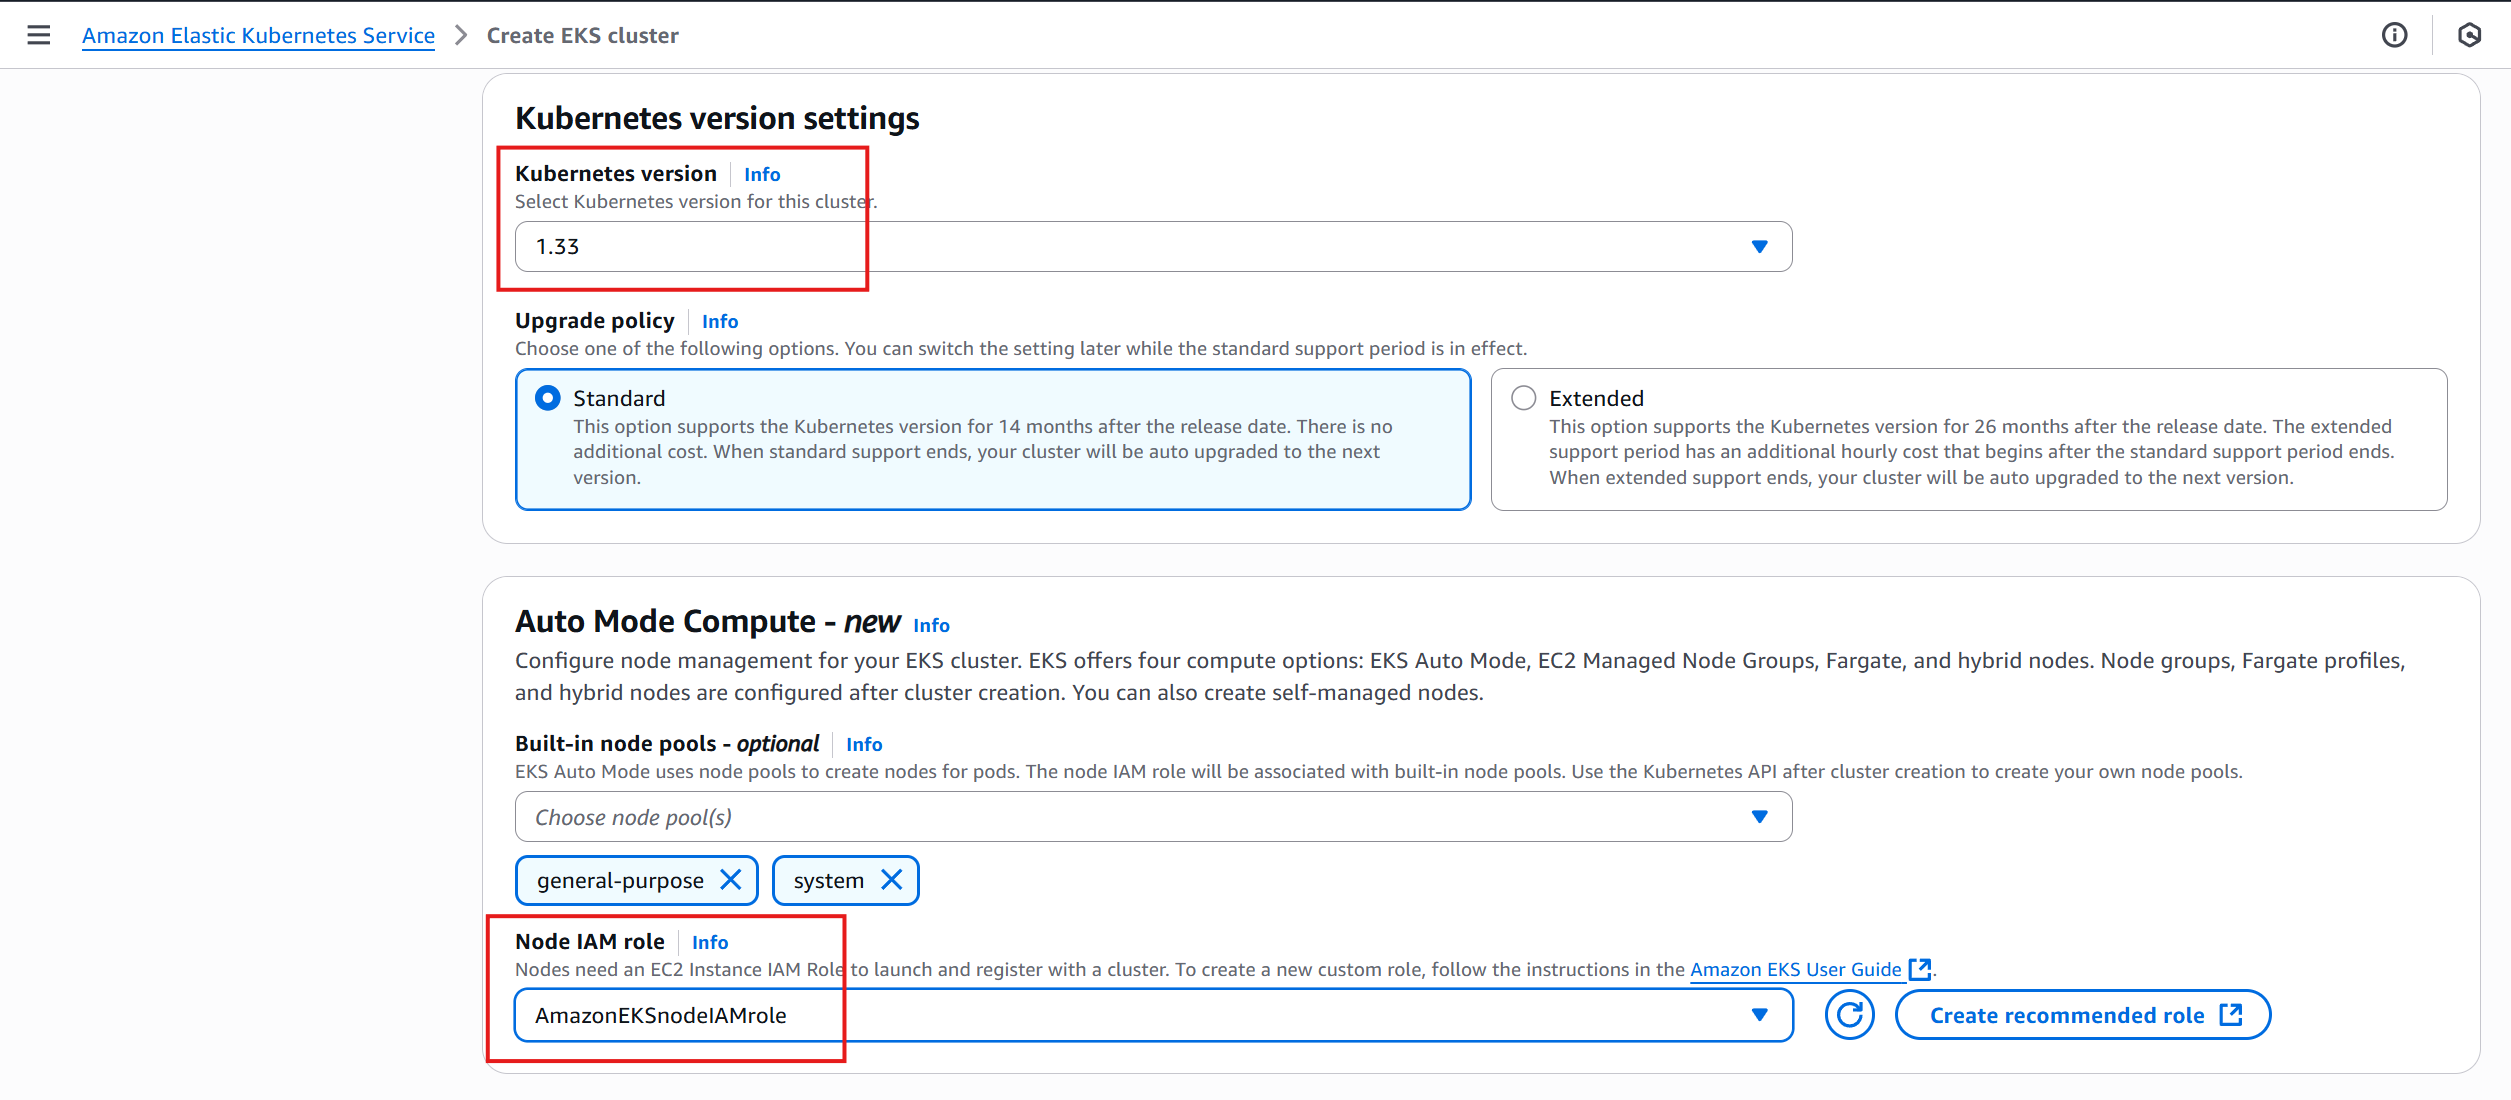 Amazon Elastic Kubernetes Service > Create EKS cluster
Kubernetes version settings
Kubernetes version | Info
Select Kubernetes version for this cluster.
1.33
Upgrade policy | Info
Choose one of the following options. You can switch the setting later while the standard support period is in effect.
Standard
This option supports the Kubernetes version for 14 months after the release date. There is no
additional cost. When standard support ends, your cluster will be auto upgraded to the next
version.
Extended
This option supports the Kubernetes version for 26 months after the release date. The extended
support period has an additional hourly cost that begins after the standard support period ends.
When extended support ends, your cluster will be auto upgraded to the next version.
Auto Mode Compute - new Info
Configure node management for your EKS cluster. EKS offers four compute options: EKS Auto Mode, EC2 Managed Node Groups, Fargate, and hybrid nodes. Node groups, Fargate profiles,
and hybrid nodes are configured after cluster creation. You can also create self-managed nodes.
Built-in node pools - optional | Info
EKS Auto Mode uses node pools to create nodes for pods. The node IAM role will be associated with built-in node pools. Use the Kubernetes API after cluster creation to create your own node pools.
Choose node pool(s)
general-purpose system
Node IAM role | Info
Nodes need an EC2 Instance IAM Role to launch and register with a cluster. To create a new custom role, follow the instructions in the Amazon EKS User Guide.
AmazonEKSnodeIAMrole
Create recommended role